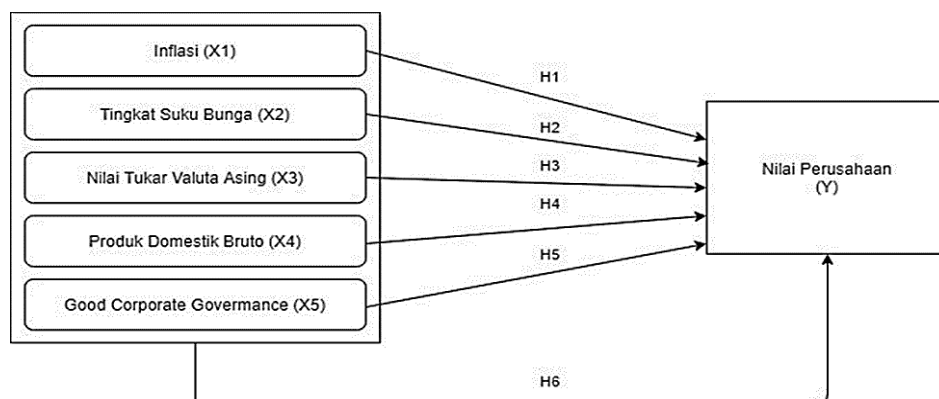 Inflasi (X1)
H1
Tingkat Suku Bunga (X2)
H2
Nilai Tukar Valuta Asing (X3)
H3
Nilai Perusahaan
(Y)
Produk Domestik Bruto (X4)
H4
Good Corporate Govermance (X5)
H5
H6